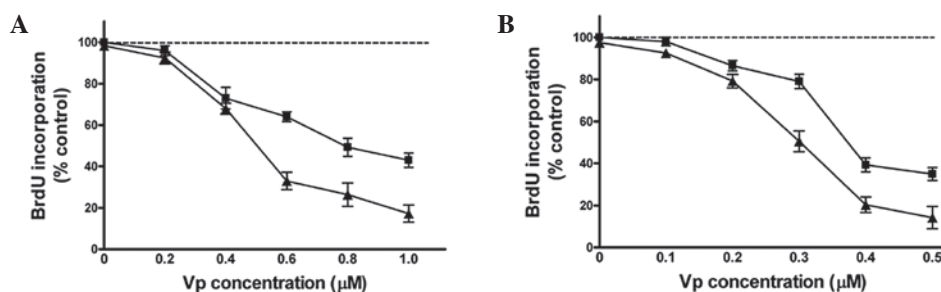 A
BrdU incorporation
(% control)
100
80
60
40
20
0
0 0.2 0.4 0.6 0.8 1.0
Vp concentration (μM)
B
BrdU incorporation
(% control)
100
80
60
40
20
0
0 0.1 0.2 0.3 0.4 0.5
Vp concentration (μM)